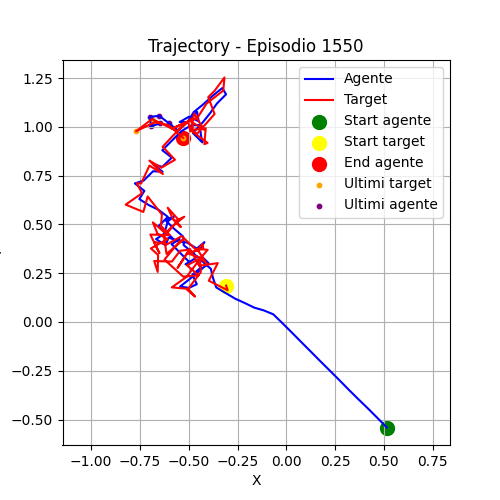 Trajectory - Episodio 1550
Agente
Target
Start agente
Start target
End agente
Ultimi target
Ultimi agente
1.25
1.00
0.75
0.50
0.25
0.00
−0.25
−0.50
−1.00
−0.75
−0.50
−0.25
0.00
0.25
0.50
0.75
X